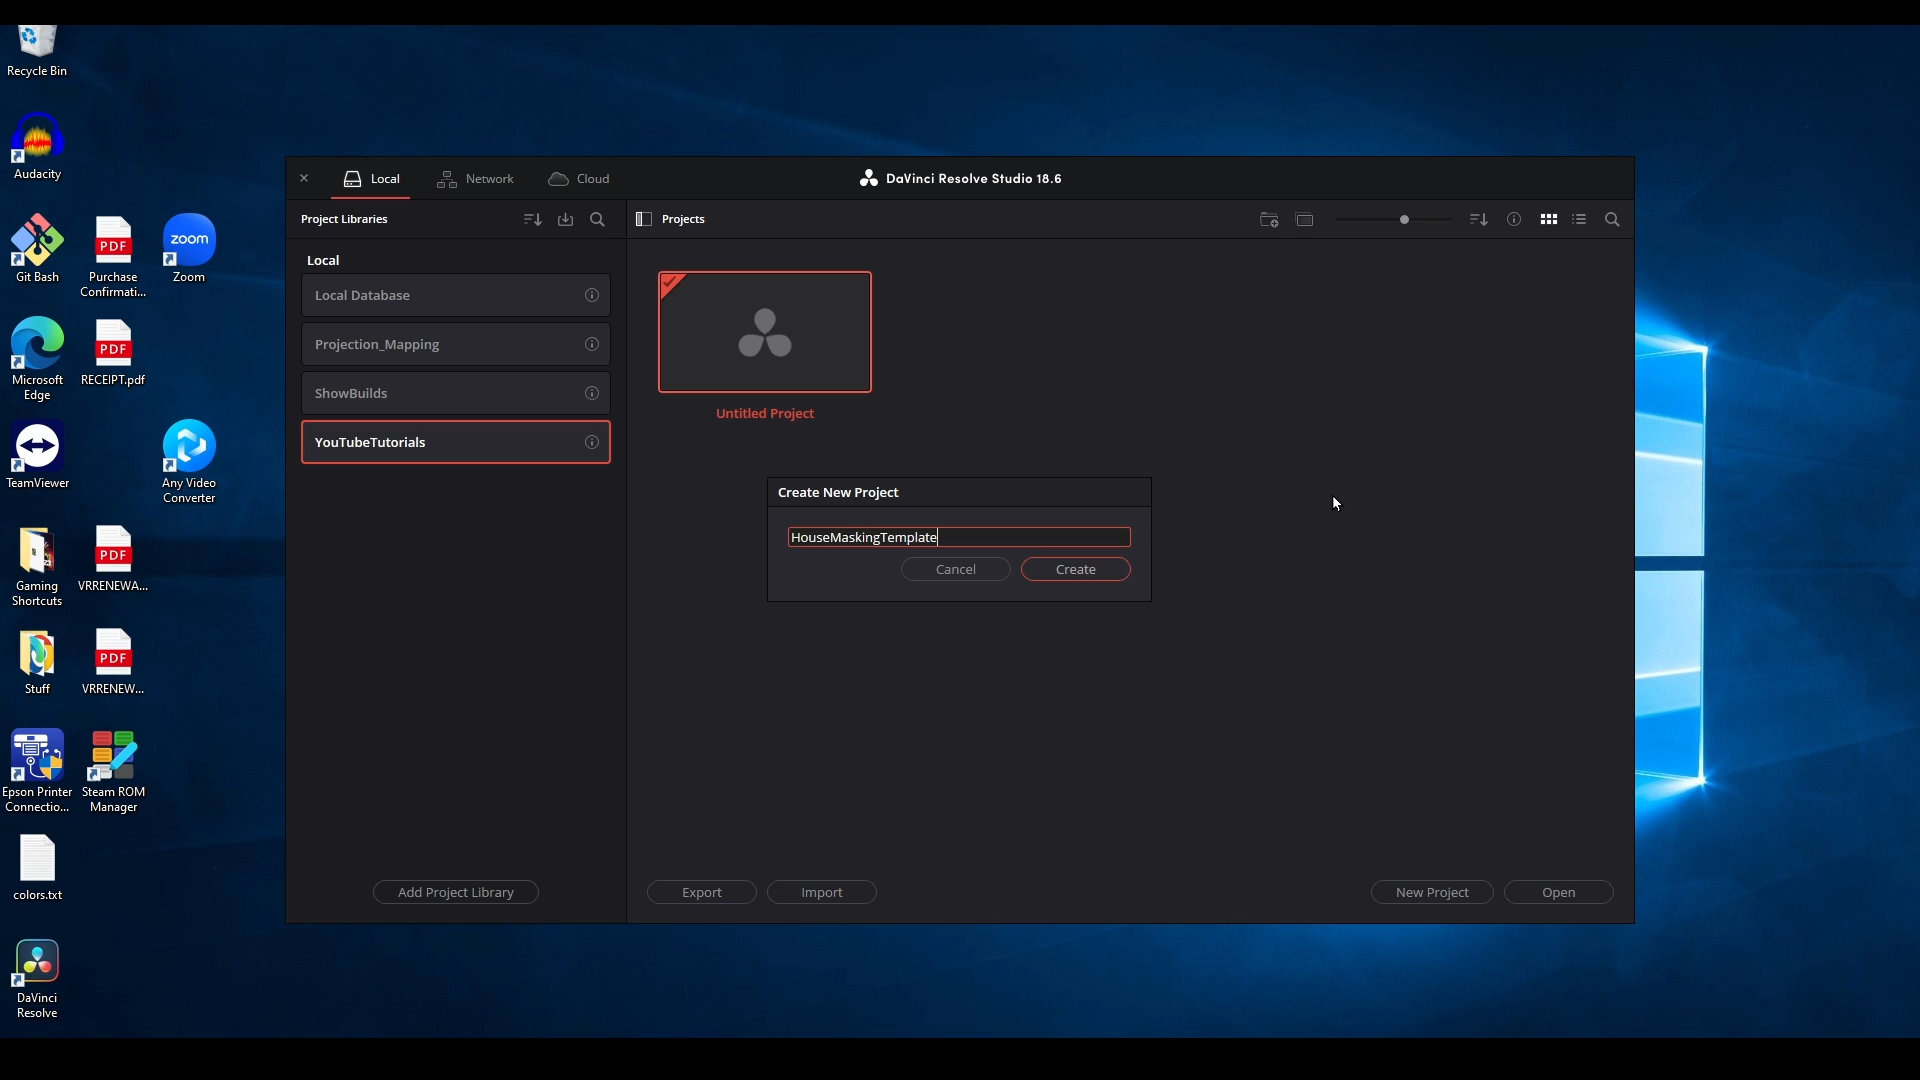 Recycle Bin
Audacity
Git Bash
Purchase
Confirmati...
zoom
Zoom
Microsoft
Edge
PDF
RECEIPT.pdf
TeamViewer
Any Video
Converter
Gaming
Shortcuts
PDF
VRRENEWA...
Stuff
PDF
VRRENEW...
Epson Printer
Connectio...
Steam ROM
Manager
colors.txt
DaVinci
Resolve
PDF
Local
Network
Cloud
DaVinci Resolve Studio 18.6
Project Libraries
Projects
Local
Local Database
Projection_Mapping
ShowBuilds
YouTubeTutorials
Untitled Project
Create New Project
HouseMaskingTemplate
Cancel
Create
Add Project Library
Export
Import
New Project
Open